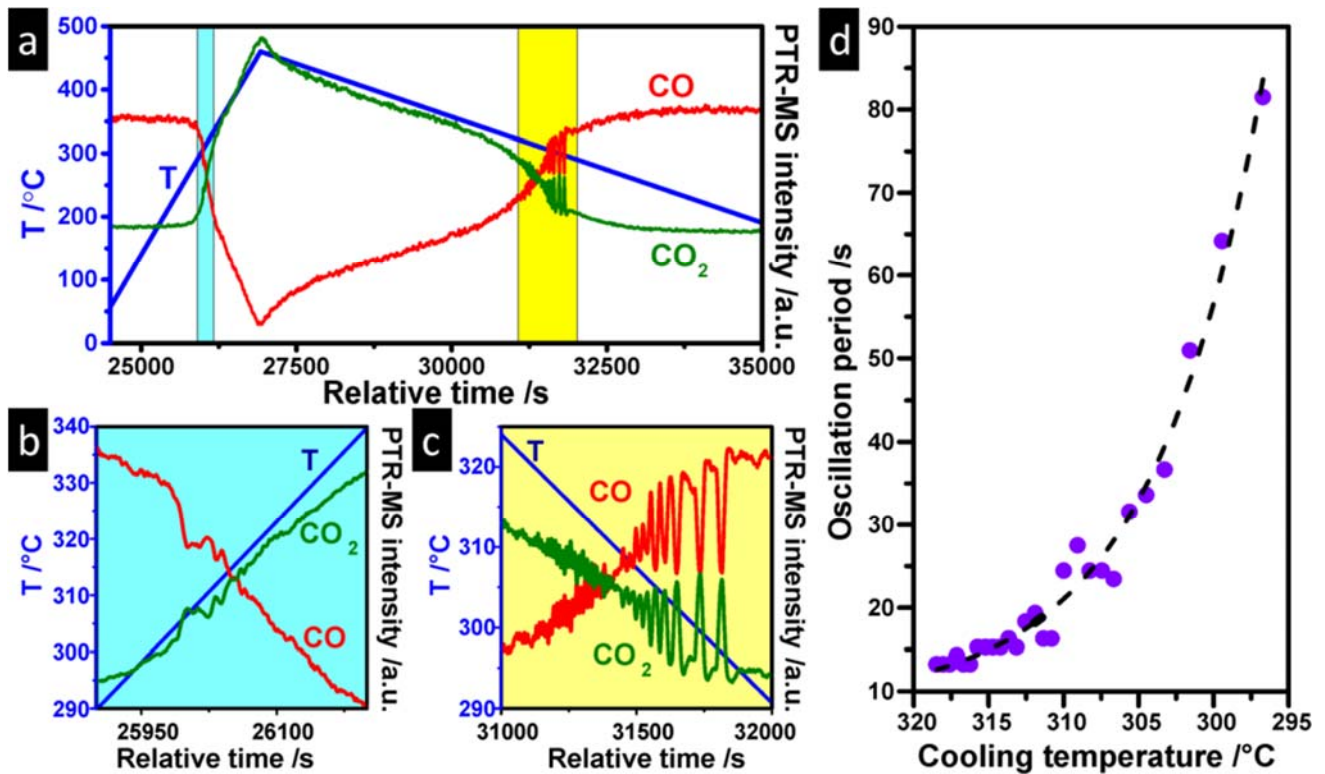 a
500
400
300
200
100
0
T /°C
T
CO
CO2
PTR-MS intensity /a.u.
25000 27500 30000 32500 35000
Relative time /s
b
340
330
320
310
300
290
T /°C
T
CO2
CO
PTR-MS intensity /a.u.
25950 26100
Relative time /s
c
320
310
300
290
T /°C
T
CO
CO2
PTR-MS intensity /a.u.
31000 31500 32000
Relative time /s
d
90
80
70
60
50
40
30
20
10
Oscillation period /s
320 315 310 305 300 295
Cooling temperature /°C